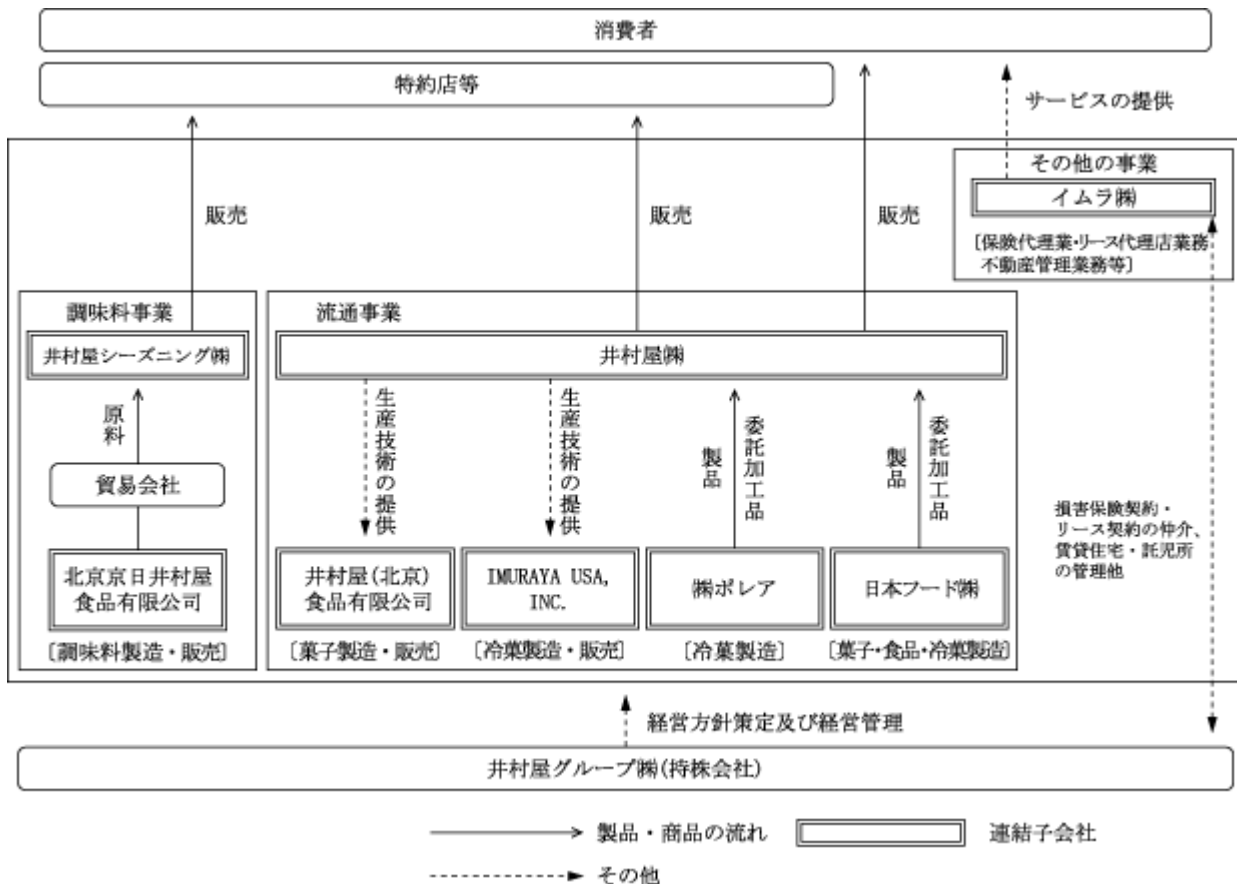 消費者
特約店等
サービスの提供
その他の事業
イムラ㈱
〔保険代理業・リース代理店業務
不動産管理業務等〕
販売
販売
販売
調味料事業
井村屋シーズニング㈱
原料
貿易会社
北京京日井村屋
食品有限公司
〔調味料製造・販売〕
流通事業
井村屋㈱
生産技術の提供
生産技術の提供
製品
委託加工品
製品
委託加工品
井村屋(北京)
食品有限公司
〔菓子製造・販売〕
IMURAYA USA,
INC.
〔冷菓製造・販売〕
㈱ポレア
〔冷菓製造〕
日本フード㈱
〔菓子・食品・冷菓製造〕
損害保険契約・
リース契約の仲介、
賃貸住宅・託児所
の管理他
経営方針策定及び経営管理
井村屋グループ㈱(持株会社)
製品・商品の流れ
連結子会社
その他